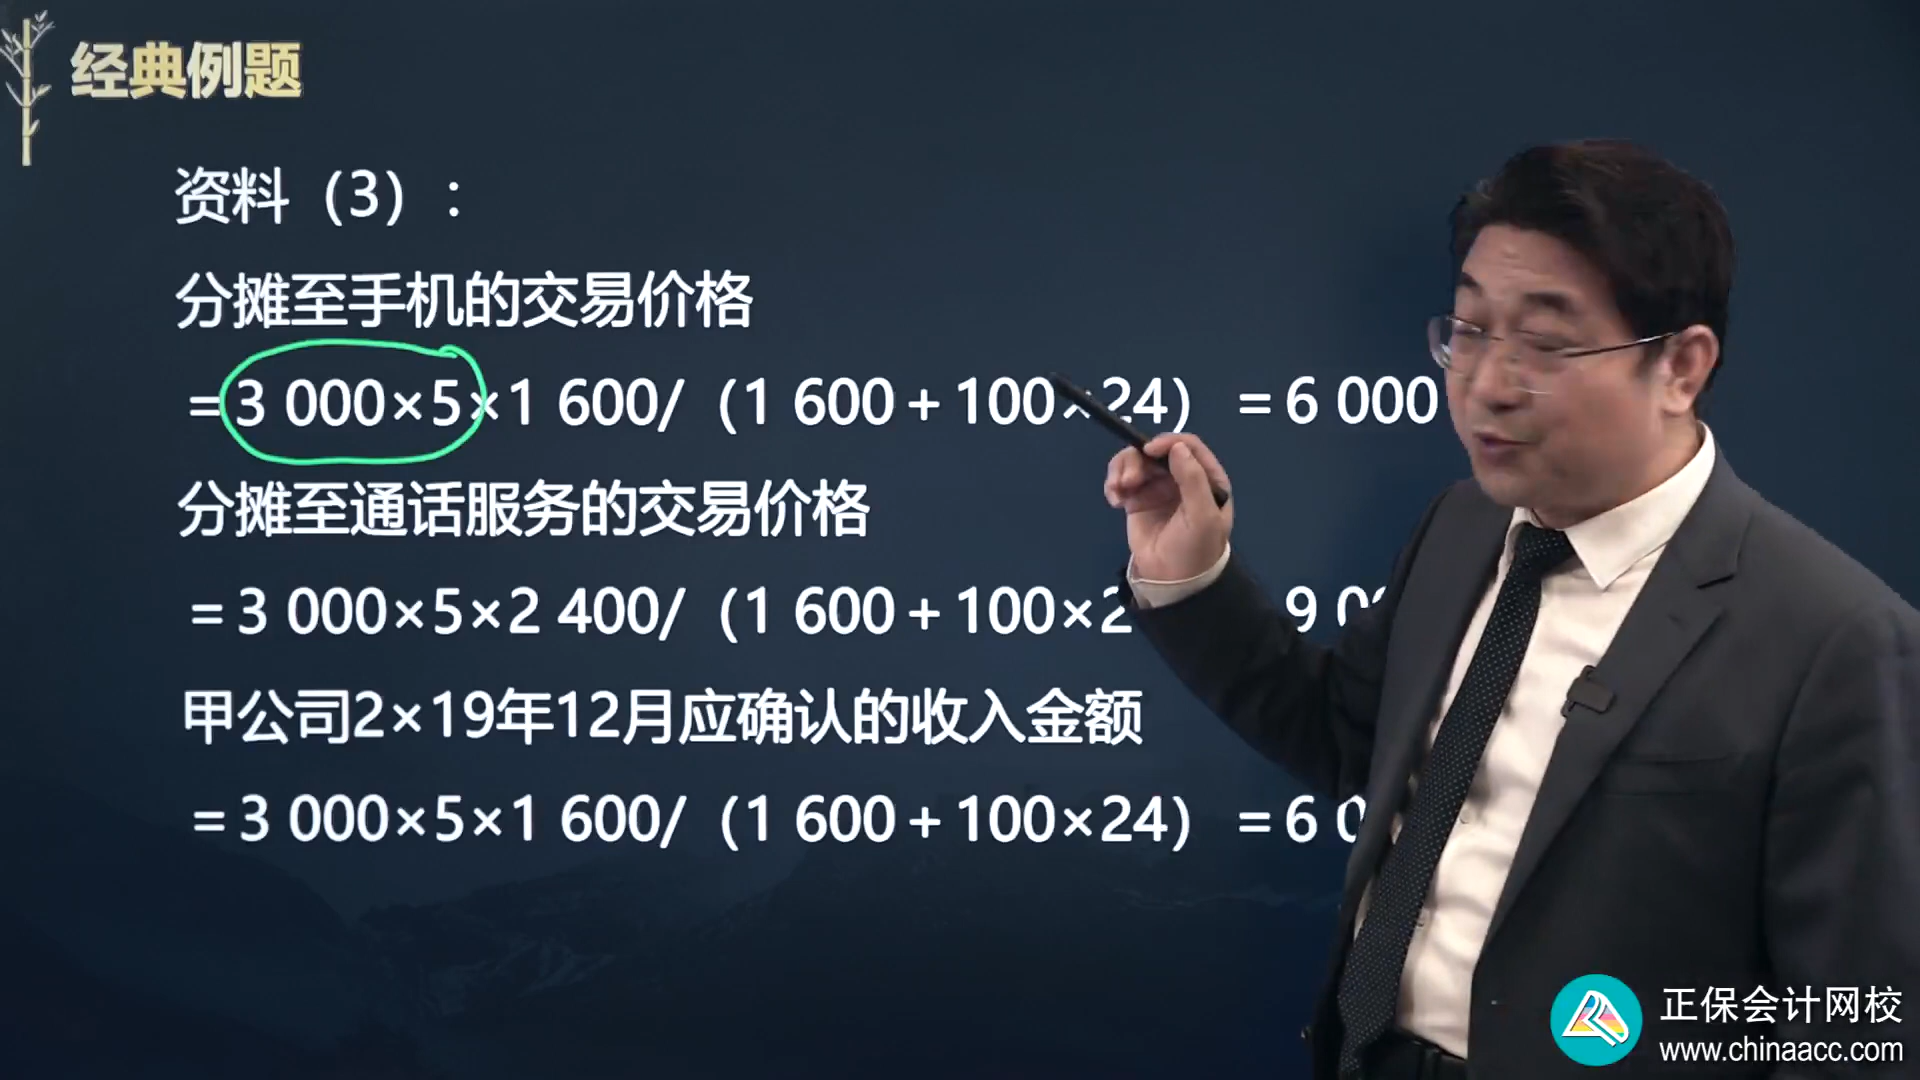 经典例题
资料（3）：
分摊至手机的交易价格
=3 000×5×1 600/（1 600+100×24）=6 000
分摊至通话服务的交易价格
=3 000×5×2 400/（1 600+100×2 9 0
甲公司2×19年12月应确认的收入金额
=3 000×5×1 600/（1 600+100×24）=6 0
正保会计网校
www.chinaacc.com